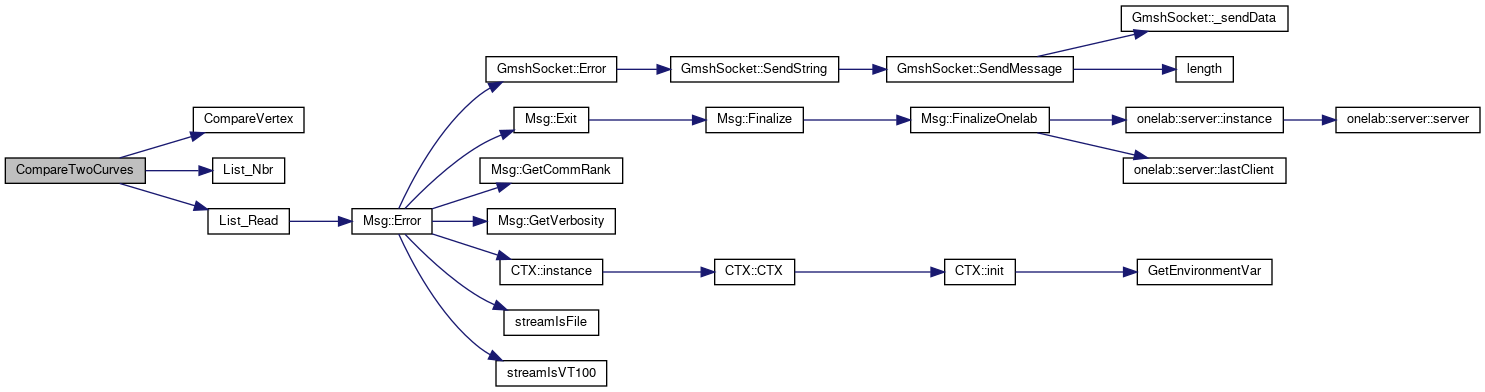 CompareTwoCurves
CompareVertex
List_Nbr
List_Read
Msg::Error
GmshSocket::Error
GmshSocket::SendString
GmshSocket::SendMessage
GmshSocket::_sendData
length
Msg::Exit
Msg::Finalize
Msg::FinalizeOnelab
onelab::server::instance
onelab::server::server
onelab::server::lastClient
Msg::GetCommRank
Msg::GetVerbosity
CTX::instance
CTX::CTX
CTX::init
GetEnvironmentVar
streamIsFile
streamIsVT100